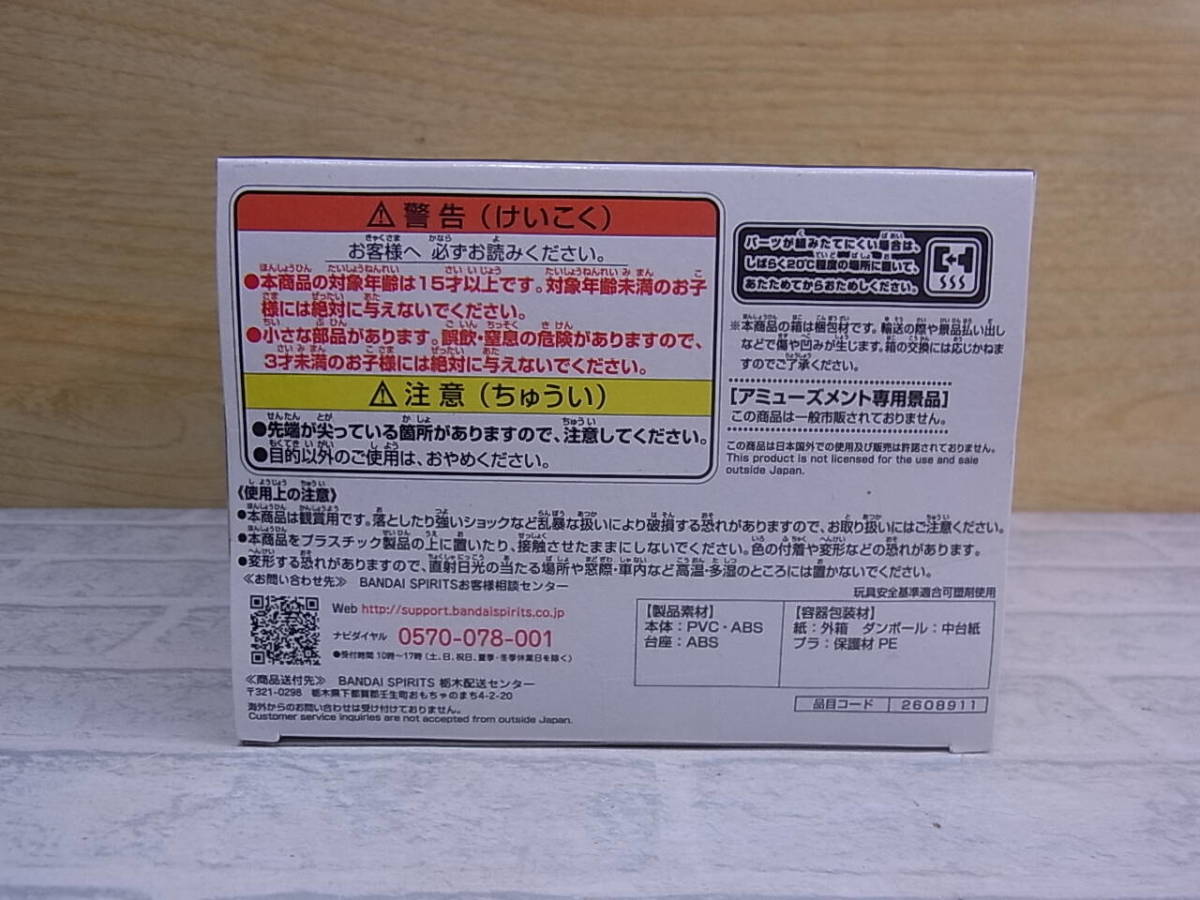 ⚠警告（けいこく）
お客様へ 必ずお読みください。
●本商品の対象年齢は15才以上です。対象年齢未満のお子
様には絶対に与えないでください。
●小さな部品があります。誤飲・窒息の危険がありますので、
3才未満のお子様には絶対に与えないでください。
⚠注意（ちゅうい）
●先端が尖っている箇所がありますので、注意してください。
●目的以外のご使用は、おやめください。
パーツが組みたてにくい場合は、
しばらく20℃程度の場所に置いて、
あたためてからおためしください。
※本商品の箱は梱包材です。輸送の際や景品払い出し
などで傷や凹みが生じます。箱の交換には応じかねま
すのでご了承ください。
【アミューズメント専用景品】
この商品は一般市販されておりません。
この商品は日本国外での使用及び販売は許諾されておりません。
This product is not licensed for the use and sale
outside Japan.
《使用上の注意》
●本商品は観賞用です。落としたり強いショックなど乱暴な扱いにより破損する恐れがありますので、お取り扱いにはご注意ください。
●本商品をプラスチック製品の上に置いたり、接触させたままにしないでください。色の付着や変形などの恐れがあります。
●変形する恐れがありますので、直射日光の当たる場所や窓際・車内など高温・多湿のところには置かないでください。
≪お問い合わせ先≫ BANDAI SPIRITSお客様相談センター
Web http://support.bandaispirits.co.jp
ナビダイヤル 0570-078-001
●受付時間 10時〜17時（土、日、祝日、夏季・冬季休業日を除く）
≪商品送付先≫ BANDAI SPIRITS 栃木配送センター
〒321-0298 栃木県下都賀郡壬生町おもちゃのまち4-2-20
海外からのお問い合わせは受け付けておりません。
Customer service inquiries are not accepted from outside Japan.
玩具安全基準適合可塑剤使用
【製品素材】
本体：PVC・ABS
台座：ABS
【容器包装材】
紙：外箱 ダンボール：中台紙
プラ：保護材 PE
品目コード 2608911